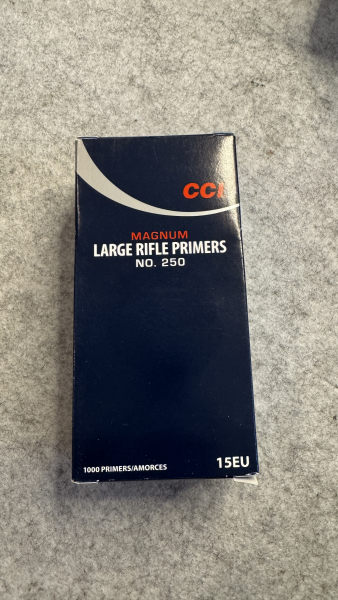 CCI
MAGNUM
LARGE RIFLE PRIMERS
NO. 250
1000 PRIMERS/AMORCES
15EU